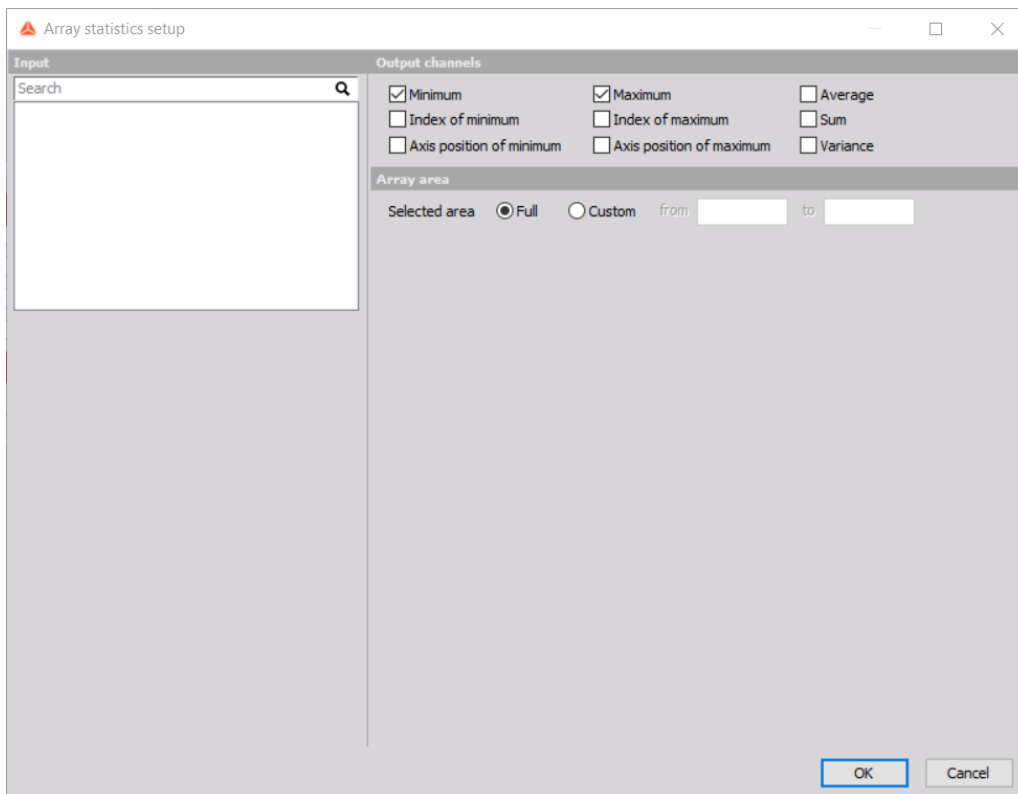 Array statistics setup
Input
Search
Output channels
Minimum Maximum Average
Index of minimum Index of maximum Sum
Axis position of minimum Axis position of maximum Variance
Array area
Selected area Full Custom from to
OK Cancel